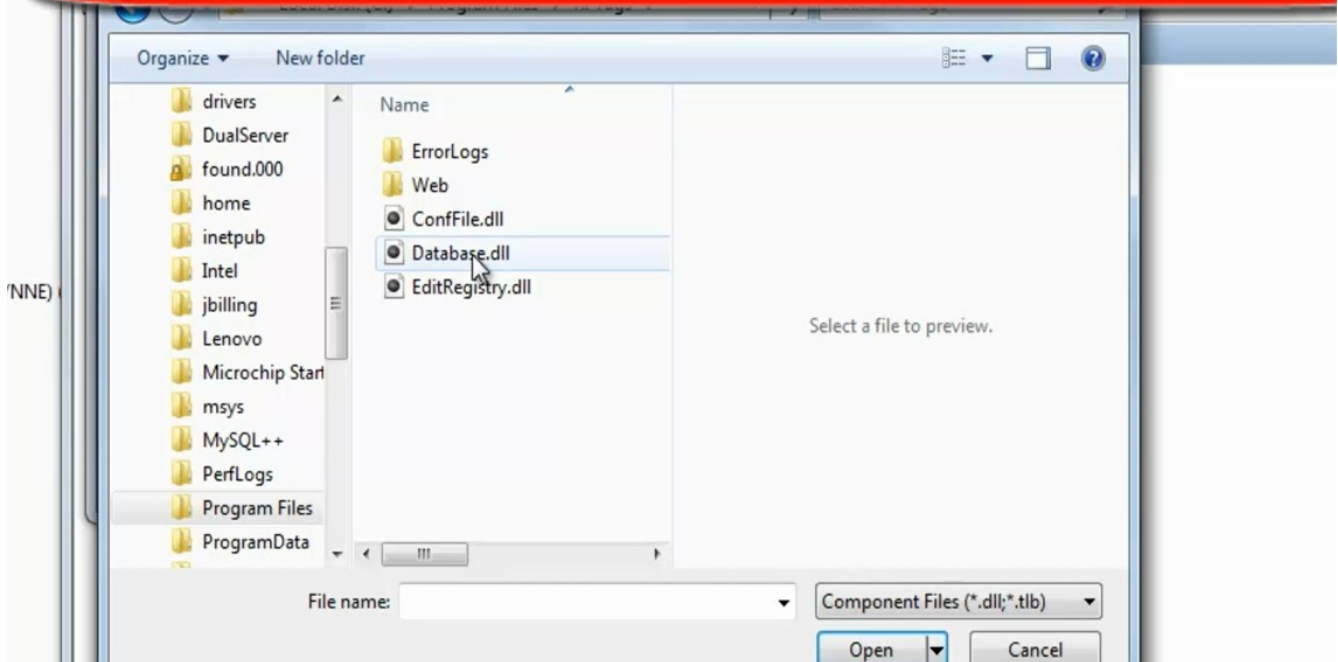 Organize New folder
drivers
DualServer
found.000
home
inetpub
Intel
jbilling
Lenovo
Microchip Start
msys
MySQL++
PerfLogs
Program Files
ProgramData
Name
ErrorLogs
Web
ConfFile.dll
Database.dll
EditRegistry.dll
Select a file to preview.
YNNE)
File name:
Component Files (*.dll;*.tlb)
Open Cancel